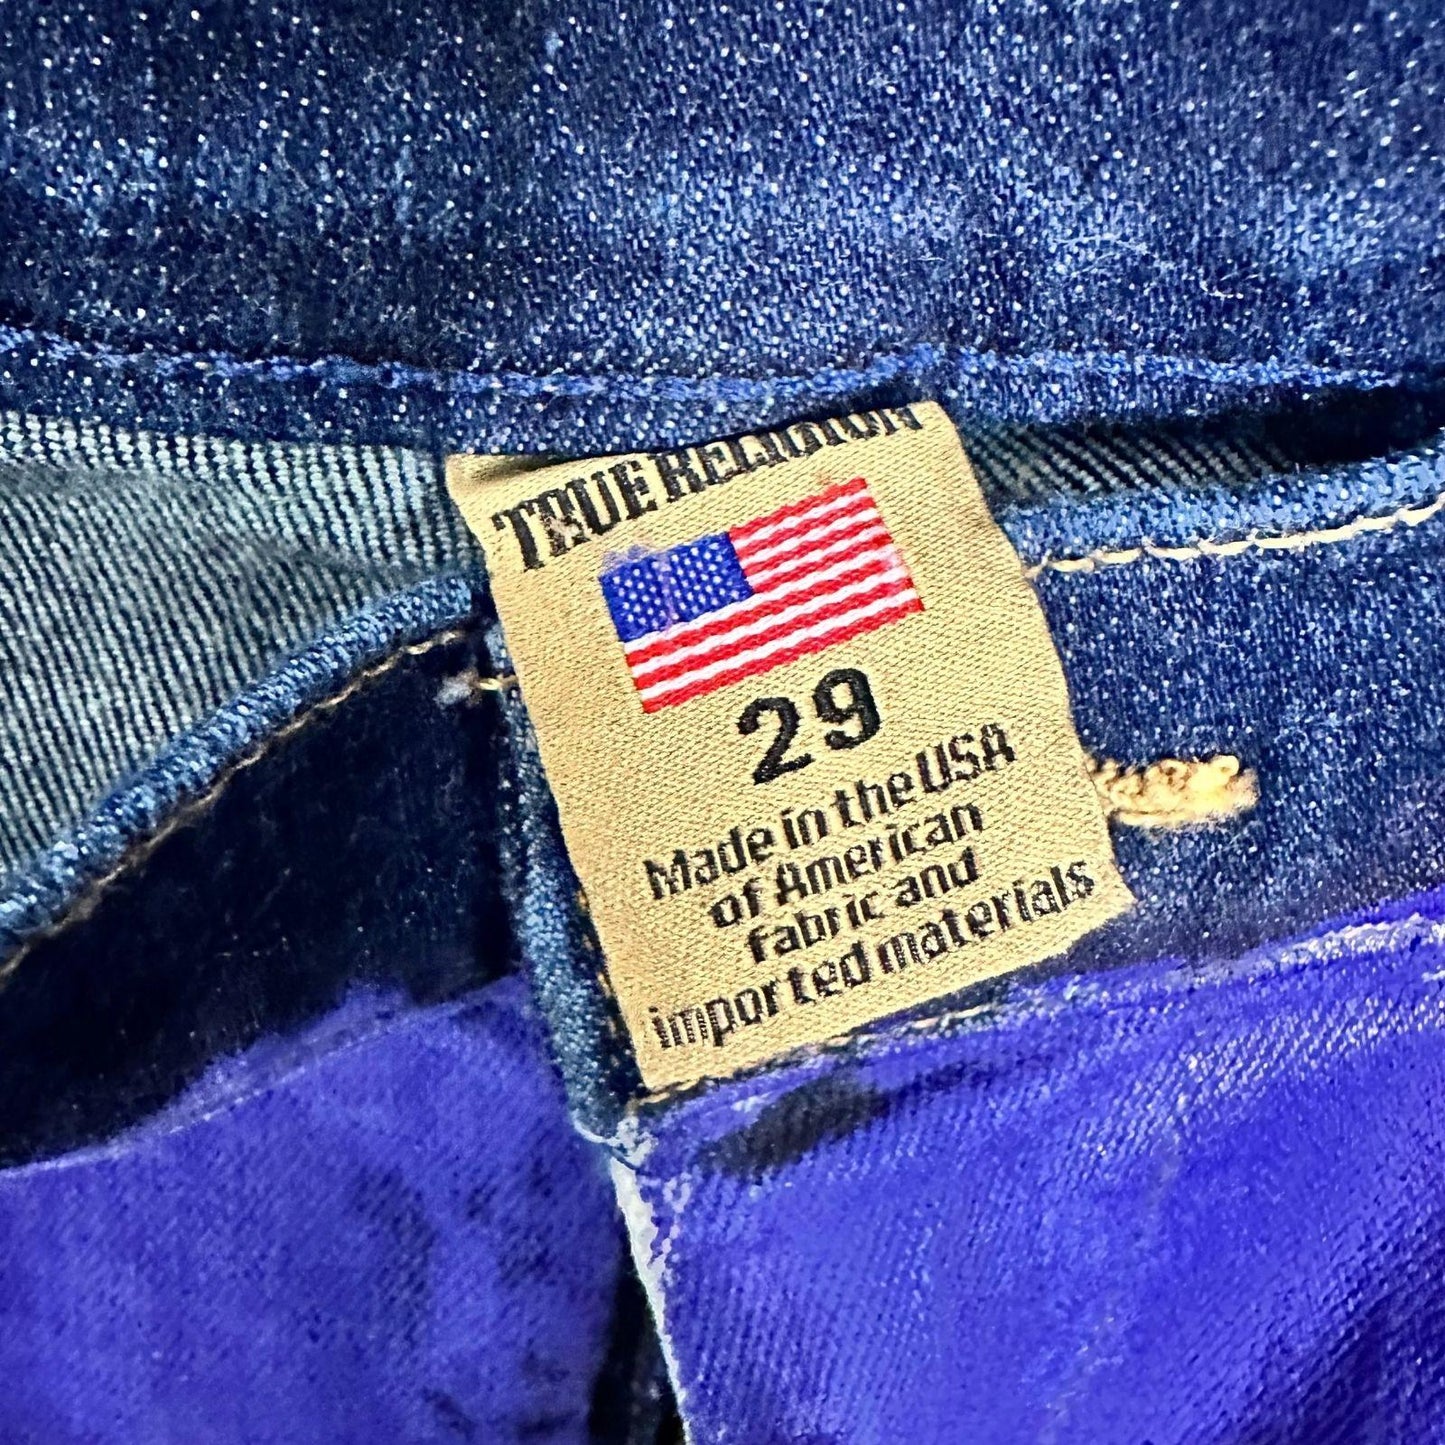 TRUE RELIGION
29
Made in the USA
of American
fabric and
imported materials